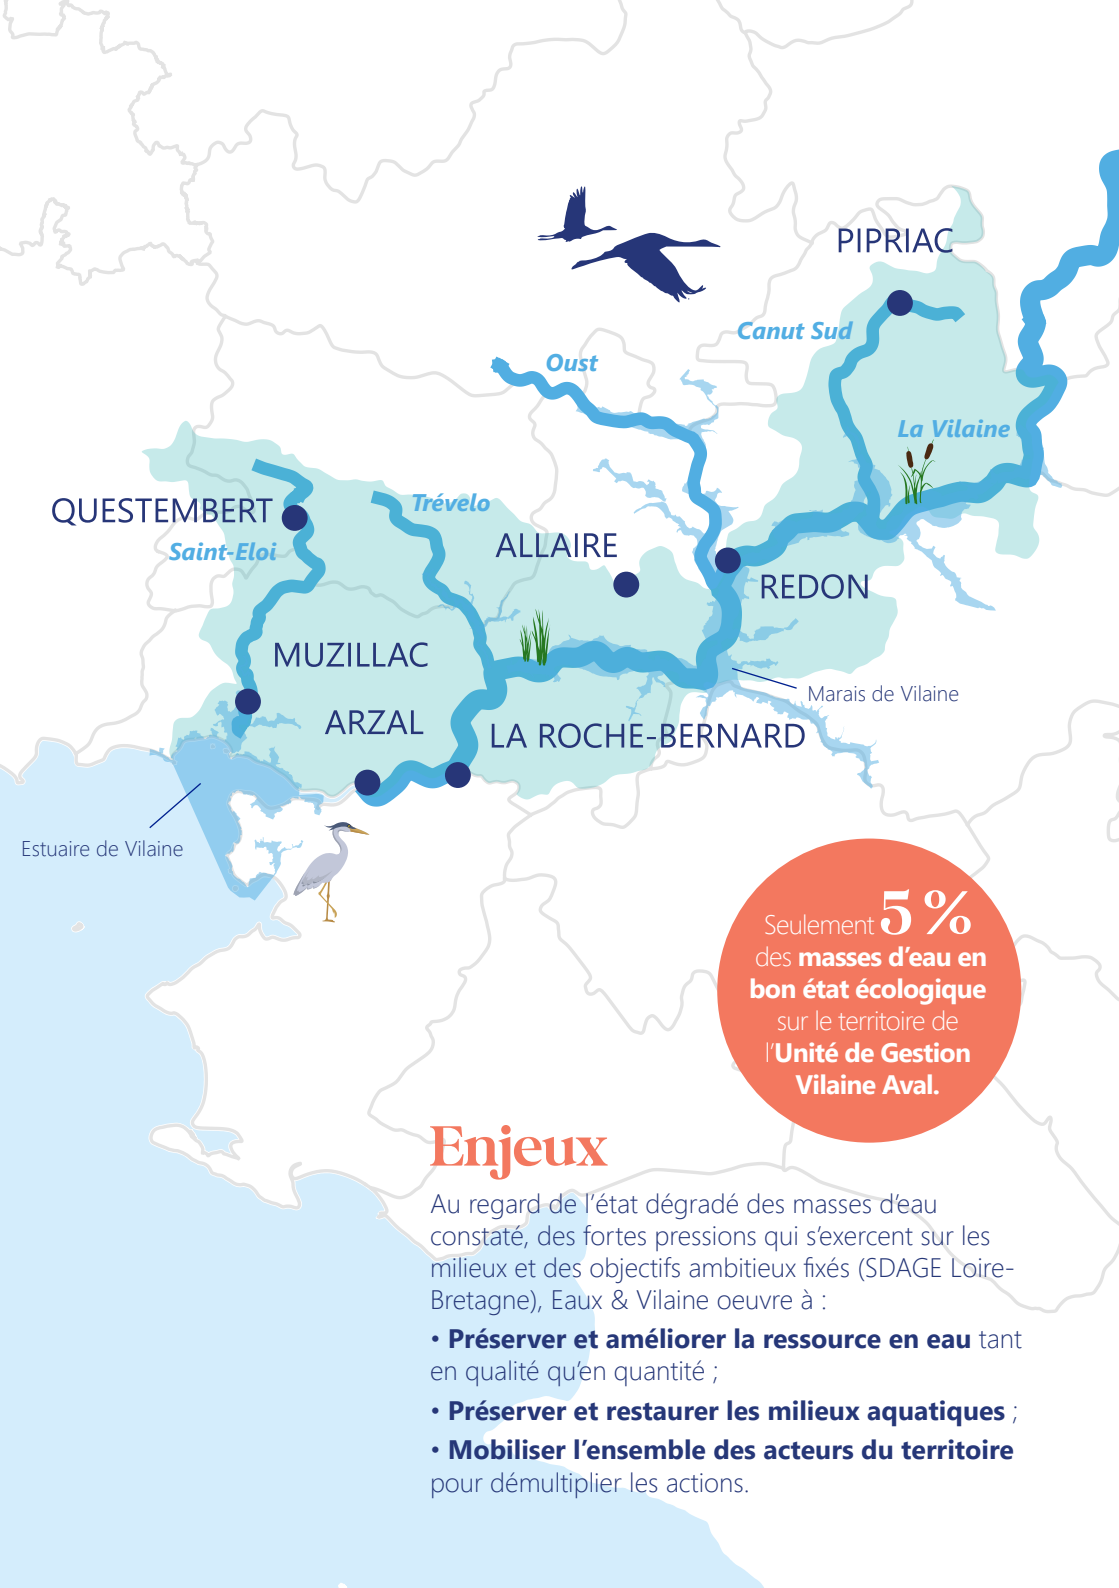 PIPRIAC
Canut Sud
Oust
La Vilaine
QUESTEMBERT
Trévelo
Saint-Eloi
ALLAIRE
REDON
MUZILLAC
Marais de Vilaine
ARZAL
LA ROCHE-BERNARD
Estuaire de Vilaine
Seulement 5 %
des masses d'eau en
bon état écologique
sur le territoire de
l'Unité de Gestion
Vilaine Aval.
Enjeux
Au regard de l'état dégradé des masses d'eau
constaté, des fortes pressions qui s'exercent sur les
milieux et des objectifs ambitieux fixés (SDAGE Loire-
Bretagne), Eaux & Vilaine oeuvre à :
• Préserver et améliorer la ressource en eau tant
en qualité qu'en quantité ;
• Préserver et restaurer les milieux aquatiques ;
• Mobiliser l'ensemble des acteurs du territoire
pour démultiplier les actions.